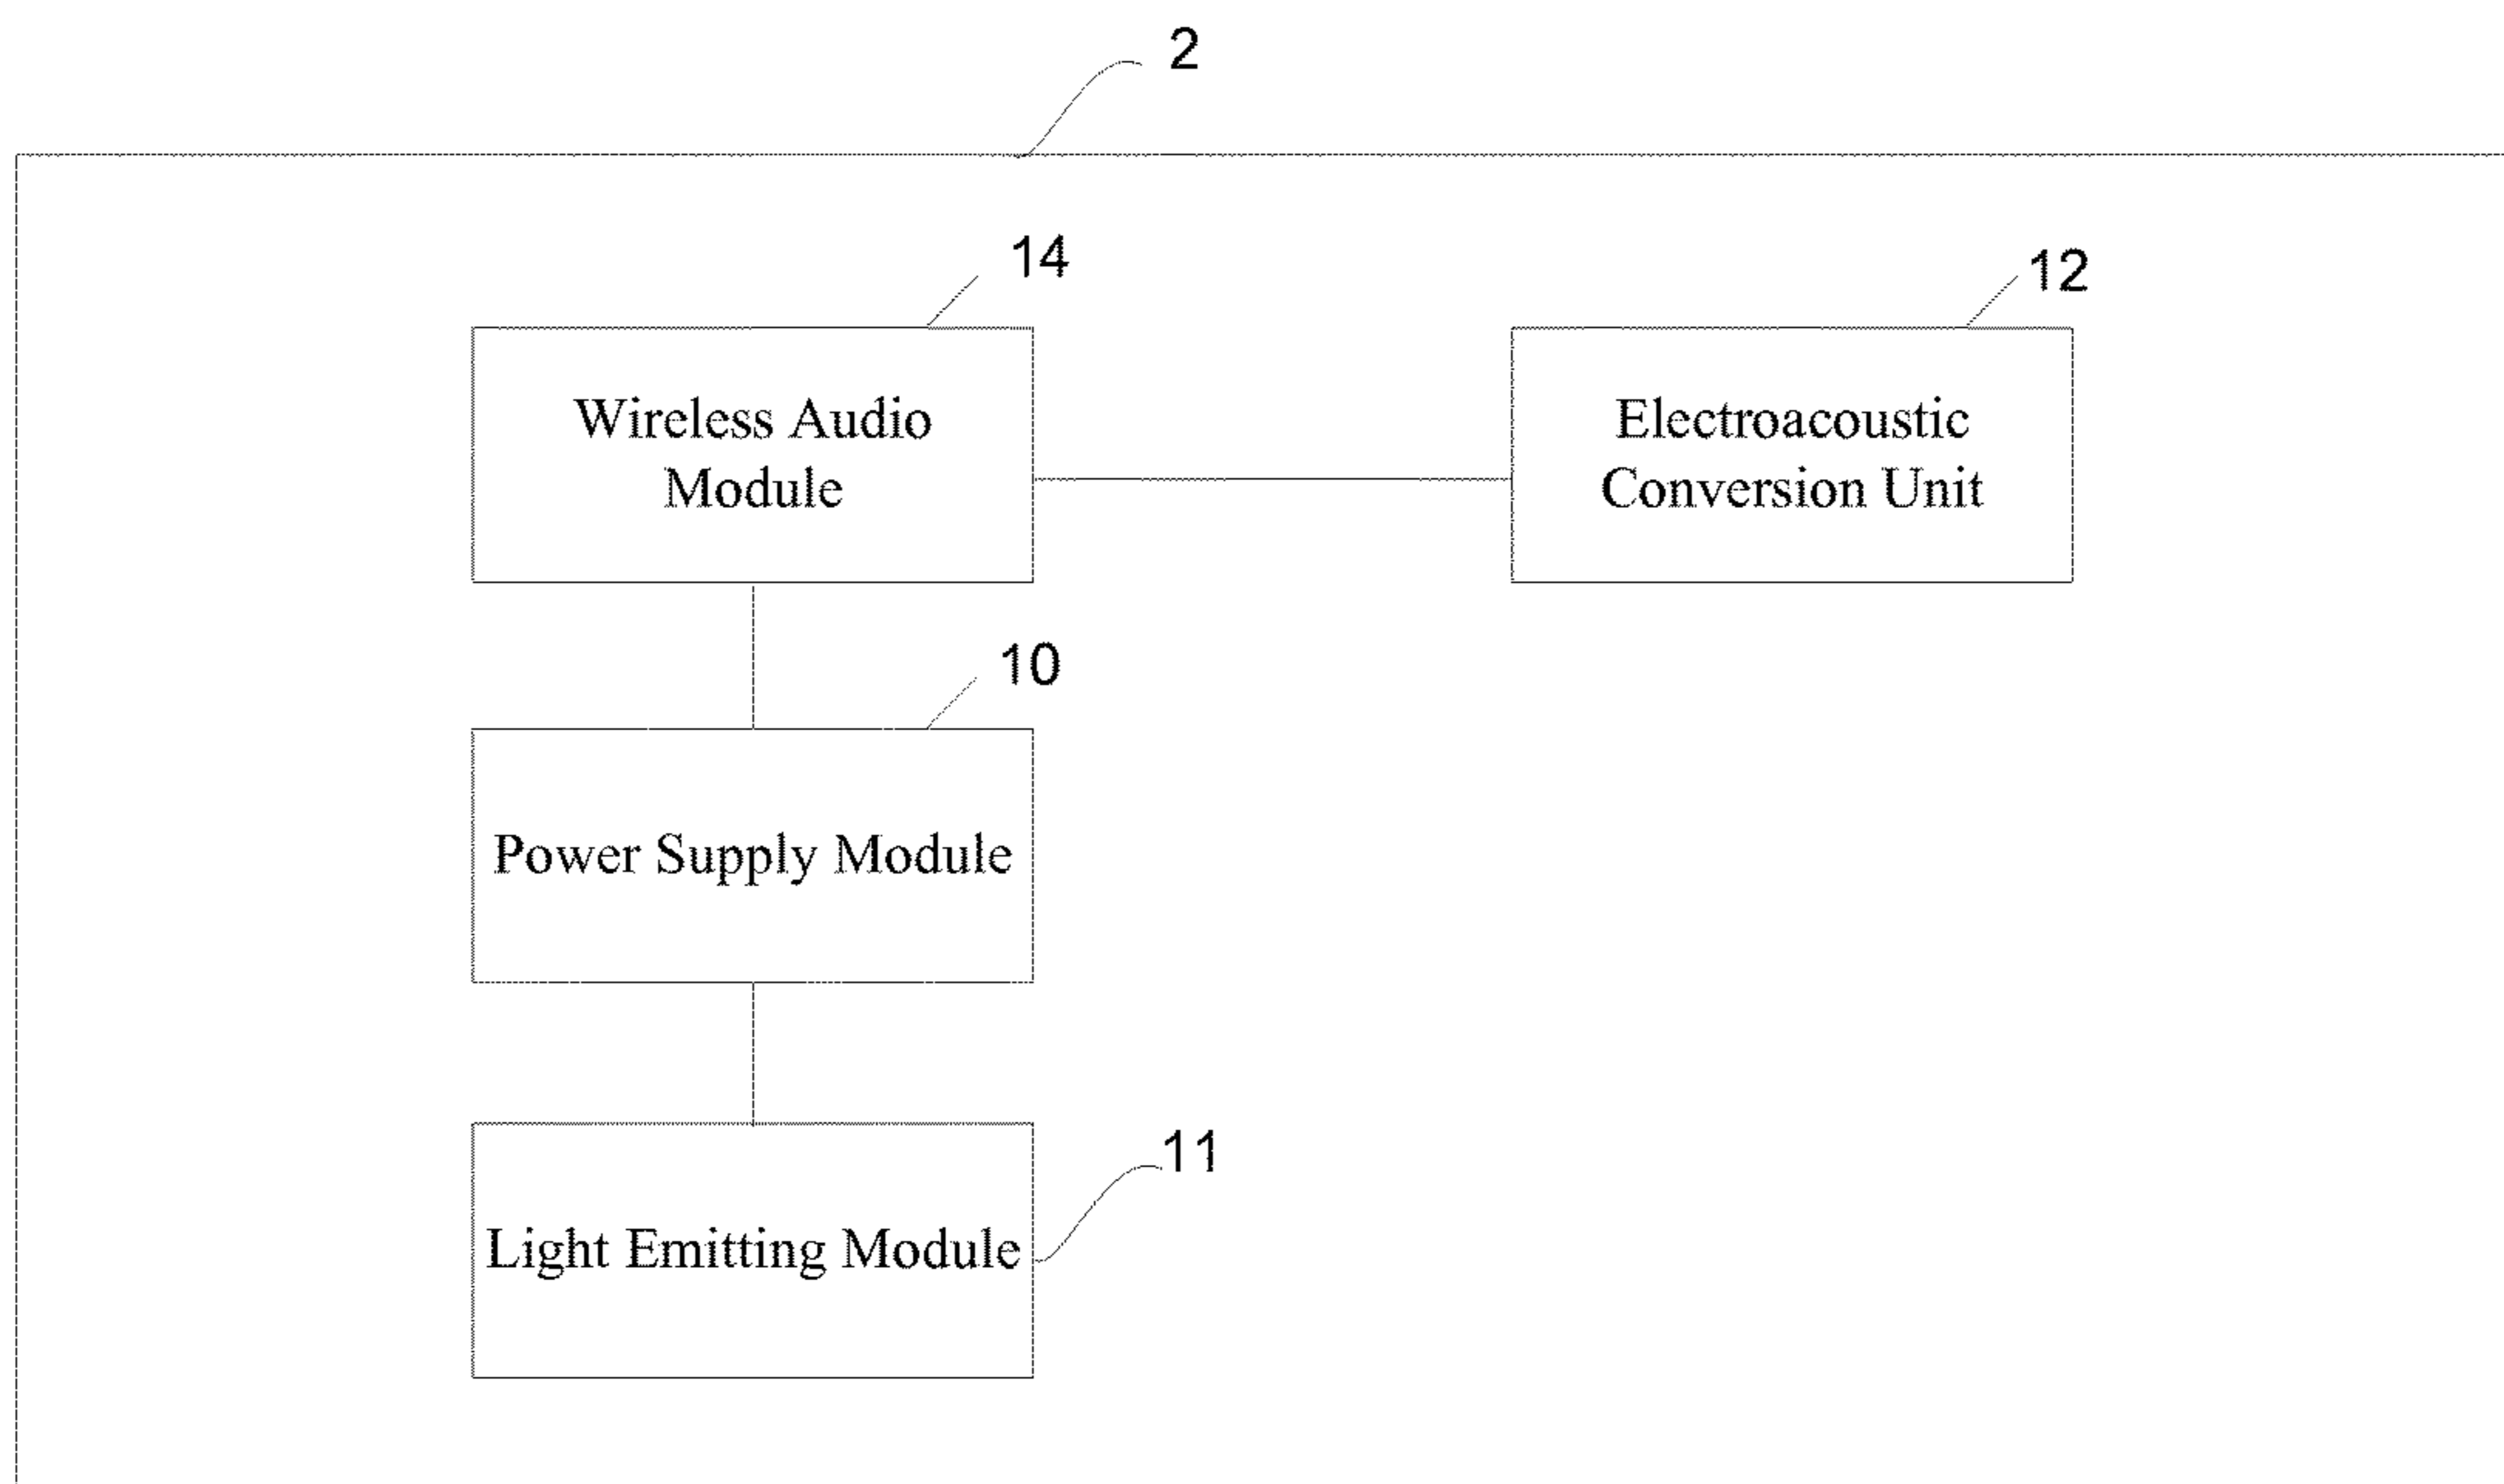 2
14
12
Wireless Audio
Module
Electroacoustic
Conversion Unit
10
Power Supply Module
11
Light Emitting Module